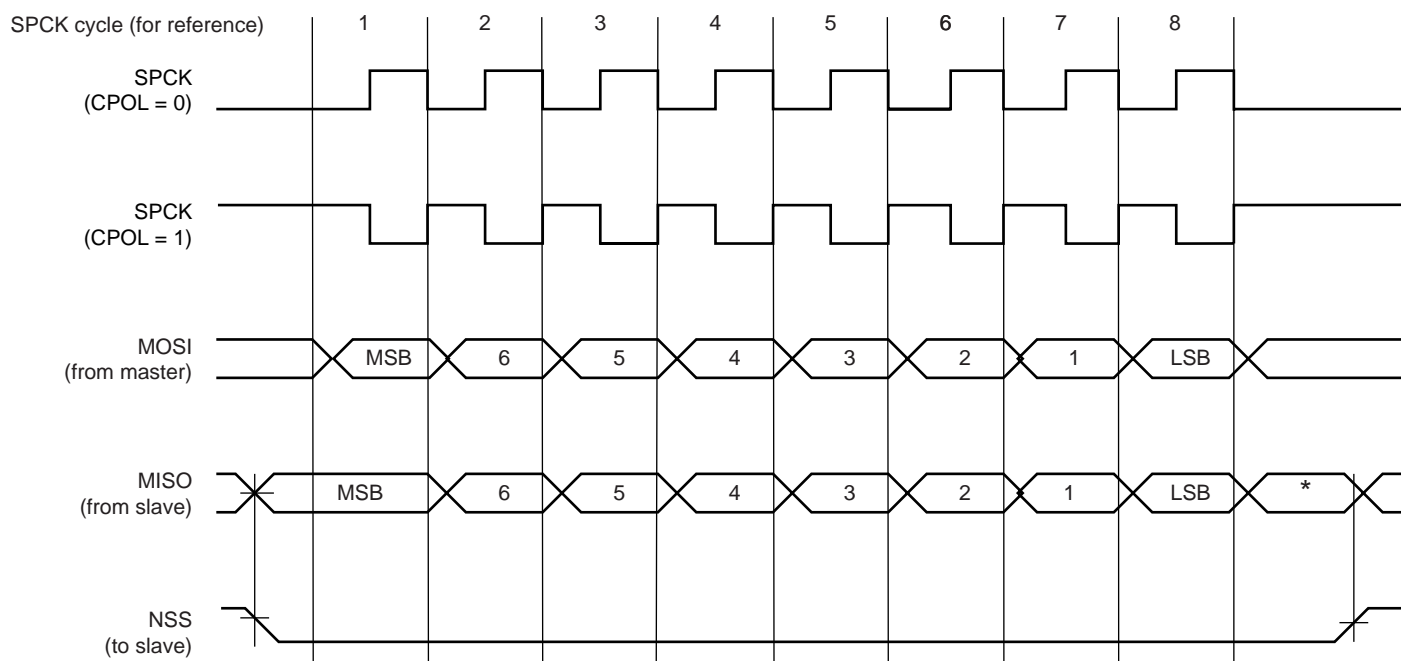 SPCK cycle (for reference) 1 2 3 4 5 6 7 8
SPCK
(CPOL = 0)
SPCK
(CPOL = 1)
MOSI
(from master)
MSB 6 5 4 3 2 1 LSB
MISO
(from slave)
MSB 6 5 4 3 2 1 LSB *
NSS
(to slave)